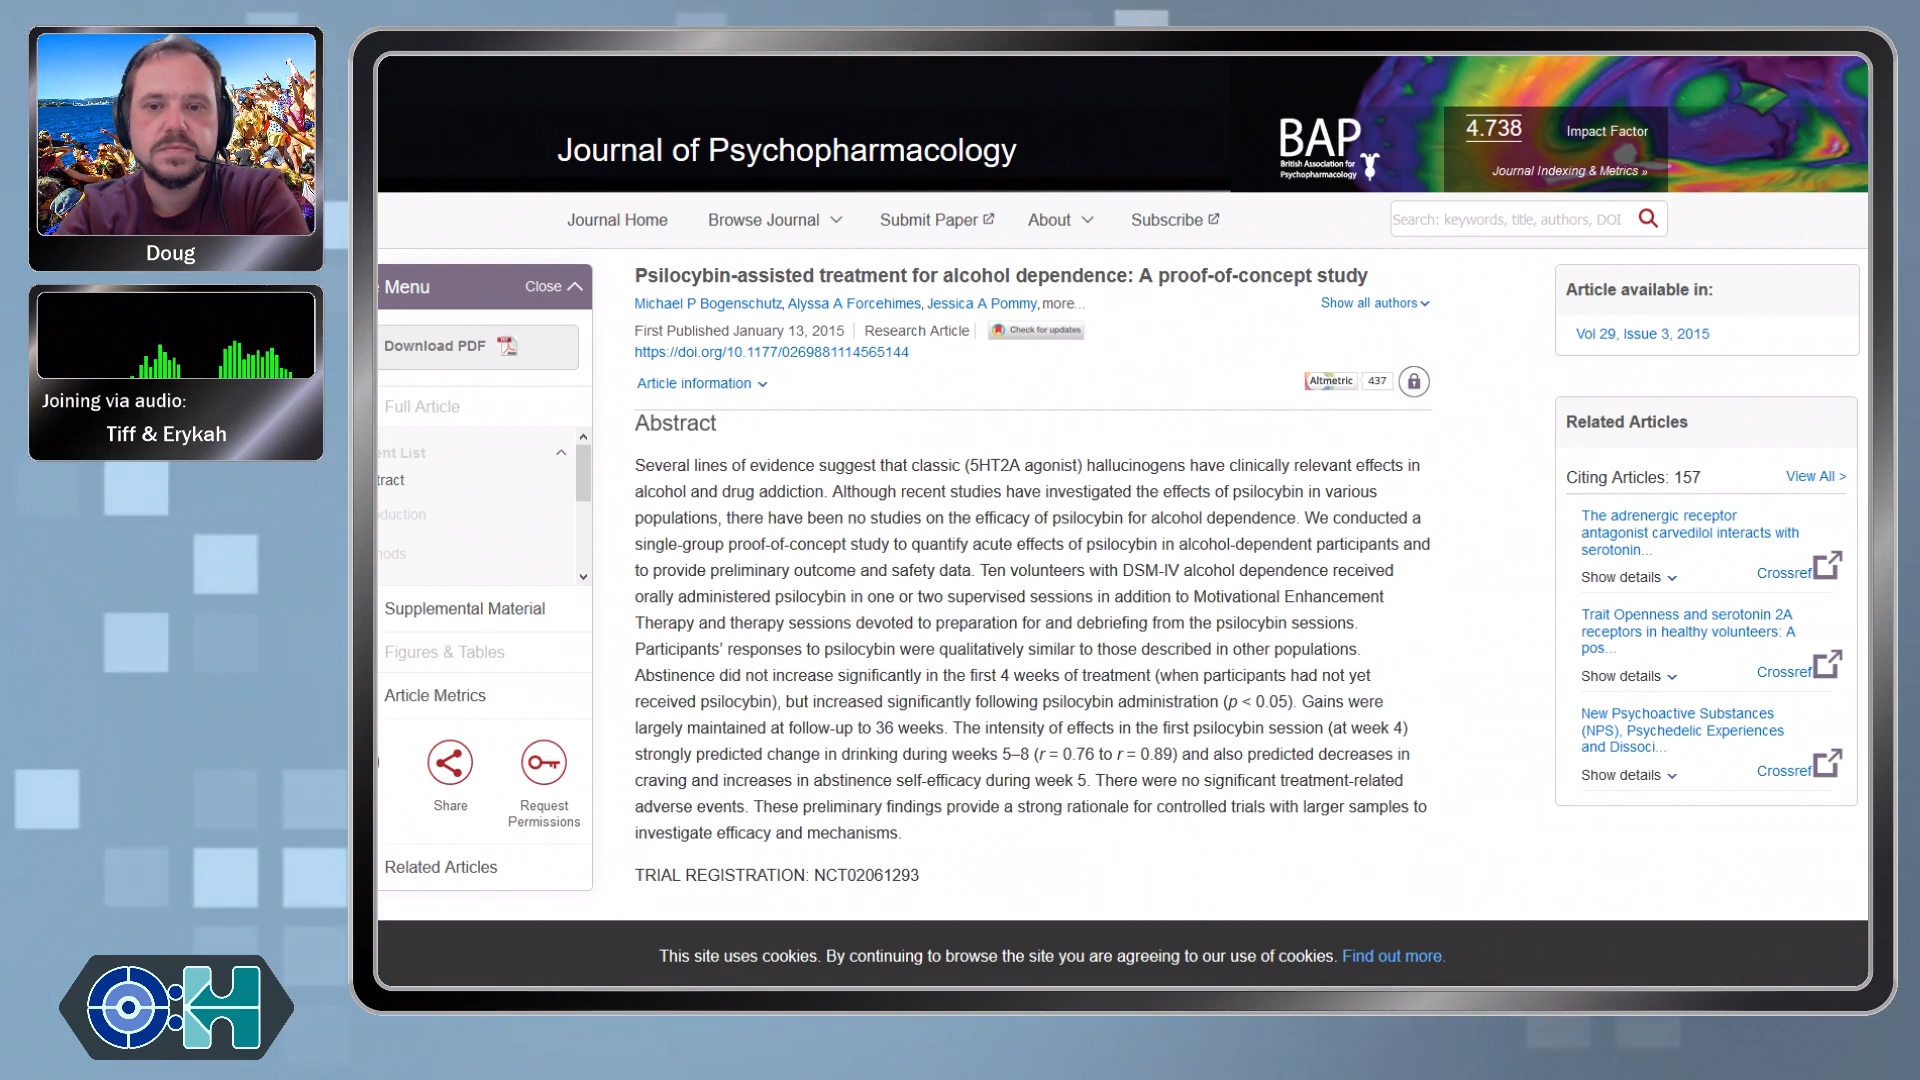 Doug
Joining via audio:
Tiff & Erykah
Journal of Psychopharmacology
BAP
British Association for
Psychopharmacology
4.738
Impact Factor
Journal Indexing & Metrics »
Journal Home
Browse Journal
Submit Paper
About
Subscribe
Search: keywords, title, authors, DOI
Menu
Close
Download PDF
Full Article
ent List
ract
duction
nods
Supplemental Material
Figures & Tables
Article Metrics
Share
Request
Permissions
Related Articles
Psilocybin-assisted treatment for alcohol dependence: A proof-of-concept study
Michael P Bogenschutz, Alyssa A Forcehimes, Jessica A Pommy, more...
Show all authors
First Published January 13, 2015
Research Article
Check for updates
https://doi.org/10.1177/0269881114565144
Article information
Altmetric
437
Abstract
Several lines of evidence suggest that classic (5HT2A agonist) hallucinogens have clinically relevant effects in
alcohol and drug addiction. Although recent studies have investigated the effects of psilocybin in various
populations, there have been no studies on the efficacy of psilocybin for alcohol dependence. We conducted a
single-group proof-of-concept study to quantify acute effects of psilocybin in alcohol-dependent participants and
to provide preliminary outcome and safety data. Ten volunteers with DSM-IV alcohol dependence received
orally administered psilocybin in one or two supervised sessions in addition to Motivational Enhancement
Therapy and therapy sessions devoted to preparation for and debriefing from the psilocybin sessions.
Participants’ responses to psilocybin were qualitatively similar to those described in other populations.
Abstinence did not increase significantly in the first 4 weeks of treatment (when participants had not yet
received psilocybin), but increased significantly following psilocybin administration (p < 0.05). Gains were
largely maintained at follow-up to 36 weeks. The intensity of effects in the first psilocybin session (at week 4)
strongly predicted change in drinking during weeks 5–8 (r = 0.76 to r = 0.89) and also predicted decreases in
craving and increases in abstinence self-efficacy during week 5. There were no significant treatment-related
adverse events. These preliminary findings provide a strong rationale for controlled trials with larger samples to
investigate efficacy and mechanisms.
TRIAL REGISTRATION: NCT02061293
Article available in:
Vol 29, Issue 3, 2015
Related Articles
Citing Articles: 157
View All >
The adrenergic receptor
antagonist carvedilol interacts with
serotonin...
Show details
Crossref
Trait Openness and serotonin 2A
receptors in healthy volunteers: A
pos...
Show details
Crossref
New Psychoactive Substances
(NPS), Psychedelic Experiences
and Dissoci...
Show details
Crossref
This site uses cookies. By continuing to browse the site you are agreeing to our use of cookies. Find out more.